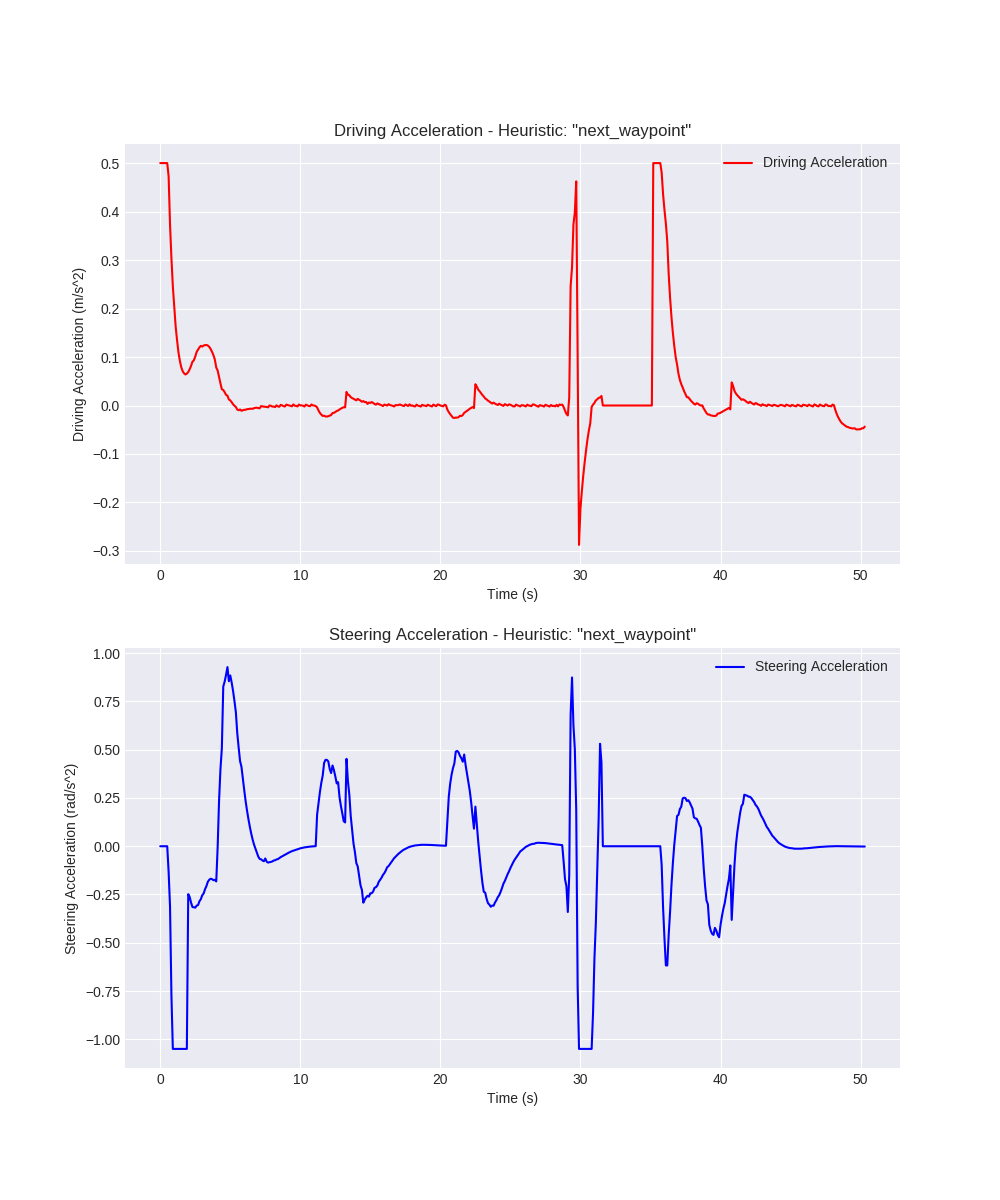 Driving Acceleration - Heuristic: "next_waypoint"
Driving Acceleration
0.5
0.4
0.3
0.2
0.1
0.0
−0.1
−0.2
−0.3
Driving Acceleration (m/s^2)
0 10 20 30 40 50
Time (s)
Steering Acceleration - Heuristic: "next_waypoint"
Steering Acceleration
1.00
0.75
0.50
0.25
0.00
−0.25
−0.50
−0.75
−1.00
Steering Acceleration (rad/s^2)
0 10 20 30 40 50
Time (s)